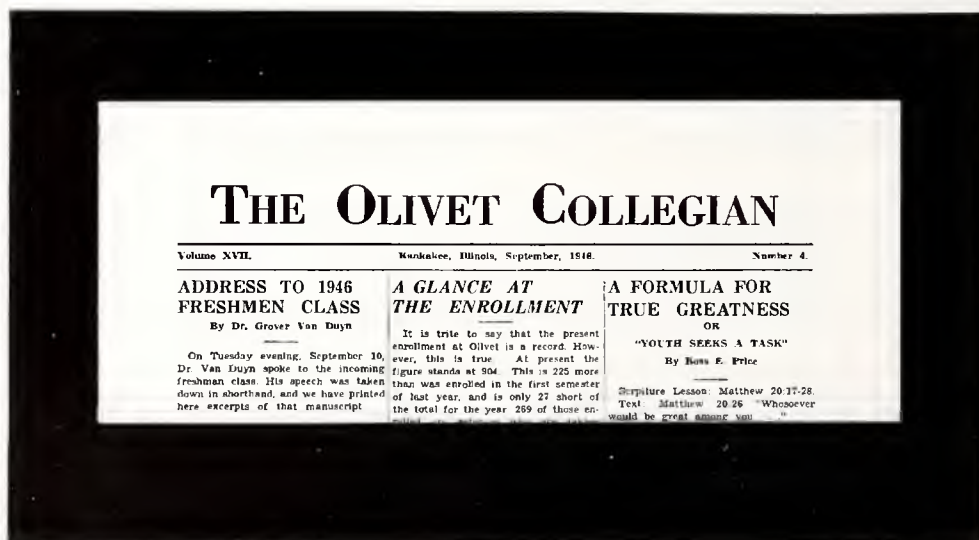 THE OLIVET COLLEGIAN
Volume XVII.
Kankakee, Illinois, September, 1946.
Number 4.
ADDRESS TO 1946
FRESHMEN CLASS
By Dr. Grover Van Duyn
On Tuesday evening, September 10,
Dr. Van Duyn spoke to the incoming
freshman class. His speech was taken
down in shorthand, and we have printed
here excerpts of that manuscript
A GLANCE AT
THE ENROLLMENT
It is trite to say that the present
enrollment at Olivet is a record. How-
ever, this is true. At present the
figure stands at 904. This is 225 more
than was enrolled in the first semester
of last year, and is only 27 short of
the total for the year 269 of those en-
A FORMULA FOR
TRUE GREATNESS
OR
"YOUTH SEEKS A TASK"
By Ross E. Price
Scripture Lesson: Matthew 20:17-28.
Text: Matthew 20:26 "Whosoever
would be great among you ..."